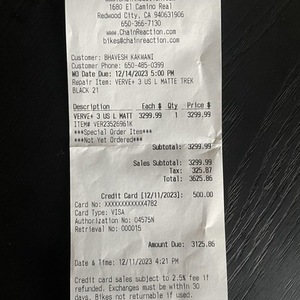 1680 El Camino Real
Redwood City, CA 940631906
650-366-7130
www.ChainReaction.com
bikes@chainreaction.com
Customer: BHAVESH KAKWANI
Customer Phone: 650-485-0399
WO Due Date: 12/14/2023 5:00 PM
Repair Item: VERVE+ 3 US L MATTE TREK
BLACK 21
Description Each $ Qty Price $
VERVE+ 3 US L MATT 3299.99 1 3299.99
ITEM# VER23526961K
***Special Order Item***
***Not Yet Ordered***
Subtotal: 3299.99
Sales Subtotal: 3299.99
Tax: 325.87
Total: 3625.86
Credit Card [12/11/2023]: 500.00
Card No: XXXXXXXXXXXX4782
Card Type: VISA
Authorization No: 04575N
Retrieval No: 000015
Amount Due: 3125.86
Date & Time: 12/11/2023 4:21 PM
Credit card sales subject to 2.5% fee if
refunded. Exchanges must be within 30
days. Bikes not returnable if used.